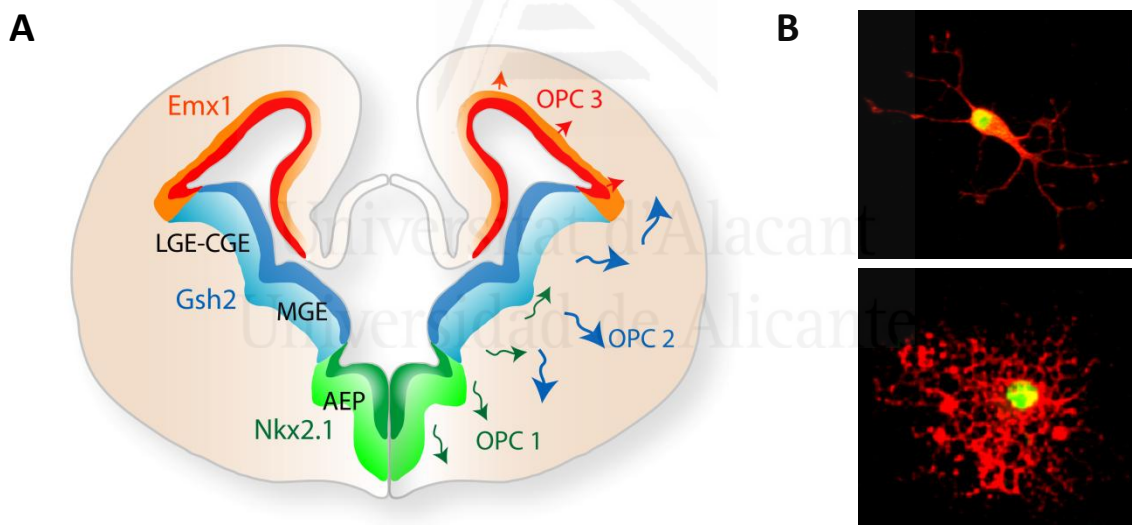 A
B
Emx1
OPC 3
LGE-CGE
Gsh2
MGE
OPC 2
AEP
Nkx2.1
OPC 1
Universitat d'Alacant
Universidad de Alicante